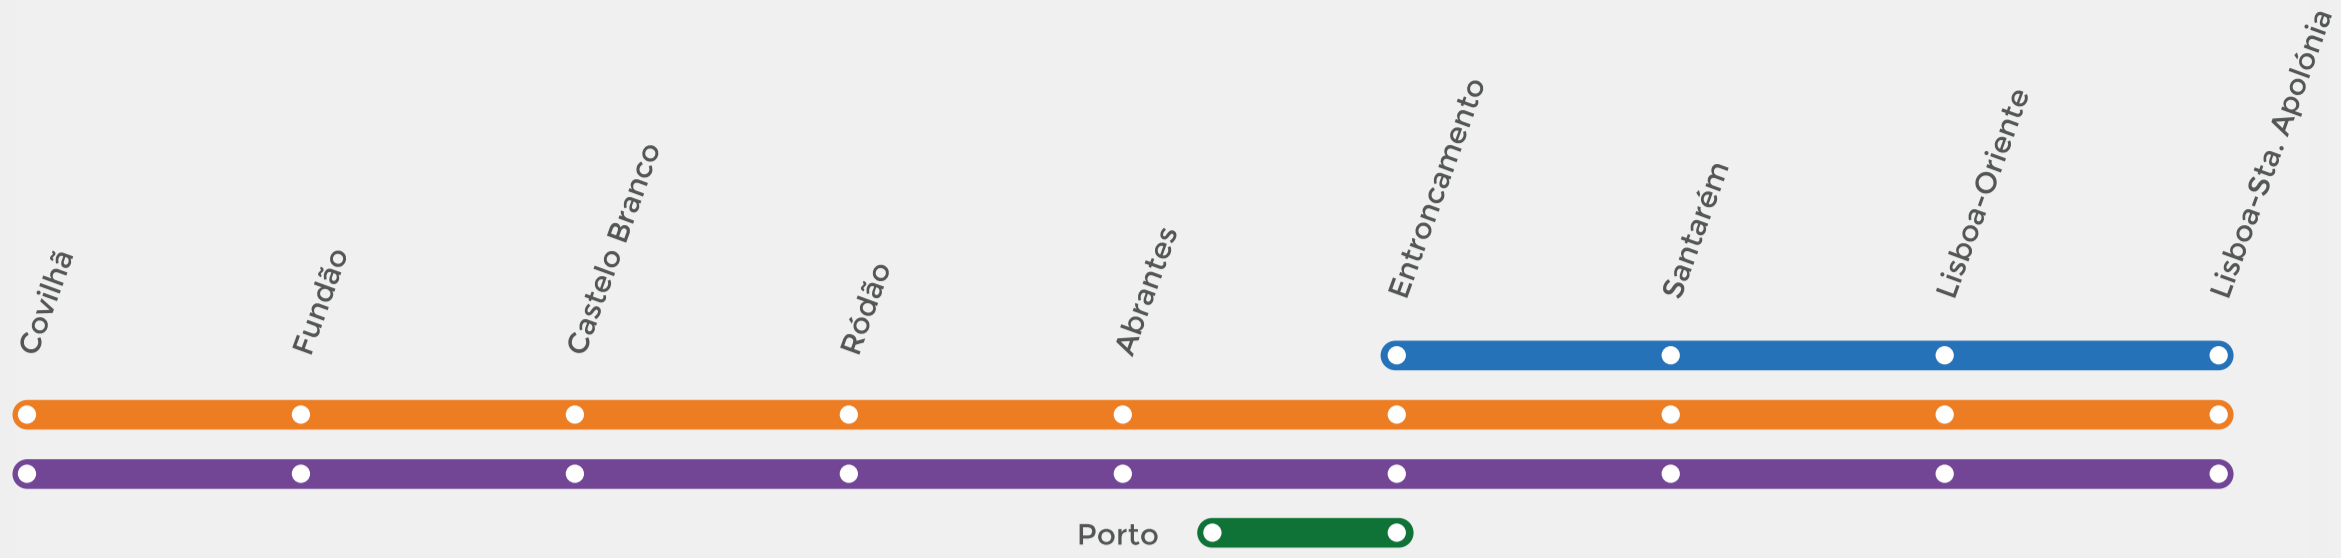 Covilhã
Fundão
Castelo Branco
Ródão
Abrantes
Entroncamento
Santarém
Lisboa-Oriente
Lisboa-Sta. Apolónia
Porto